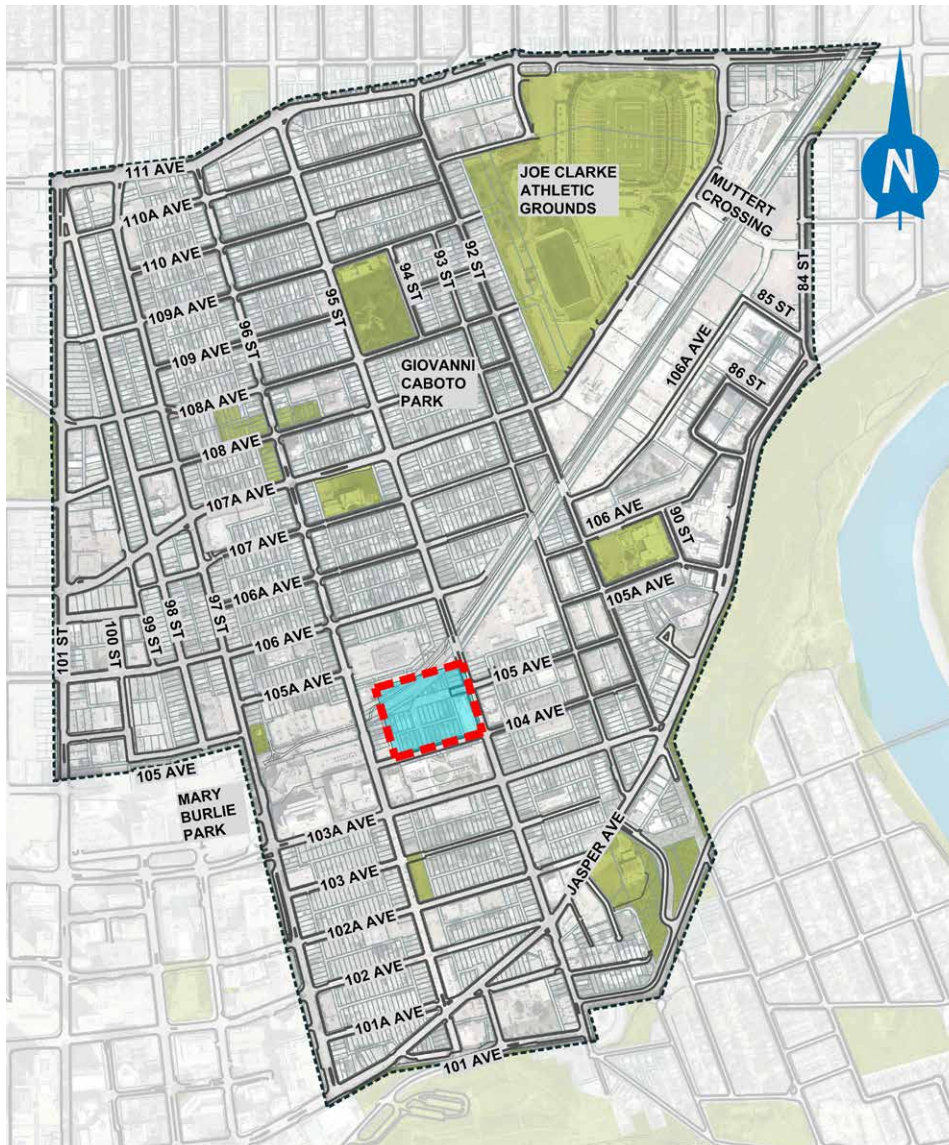 111 AVE
110A AVE
110 AVE
109A AVE
109 AVE
108A AVE
108 AVE
107A AVE
107 AVE
106A AVE
106 AVE
105A AVE
105 AVE
MARY
BURLIE
PARK
101 ST
100 ST
99 ST
98 ST
97 ST
96 ST
95 ST
94 ST
93 ST
92 ST
JOE CLARKE
ATHLETIC
GROUNDS
MUTTERT
CROSSING
N
GIOVANNI
CABOTO
PARK
84 ST
85 ST
86 ST
106A AVE
106 AVE
90 ST
105A AVE
105 AVE
104 AVE
103A AVE
103 AVE
102A AVE
102 AVE
101A AVE
101 AVE
JASPER AVE